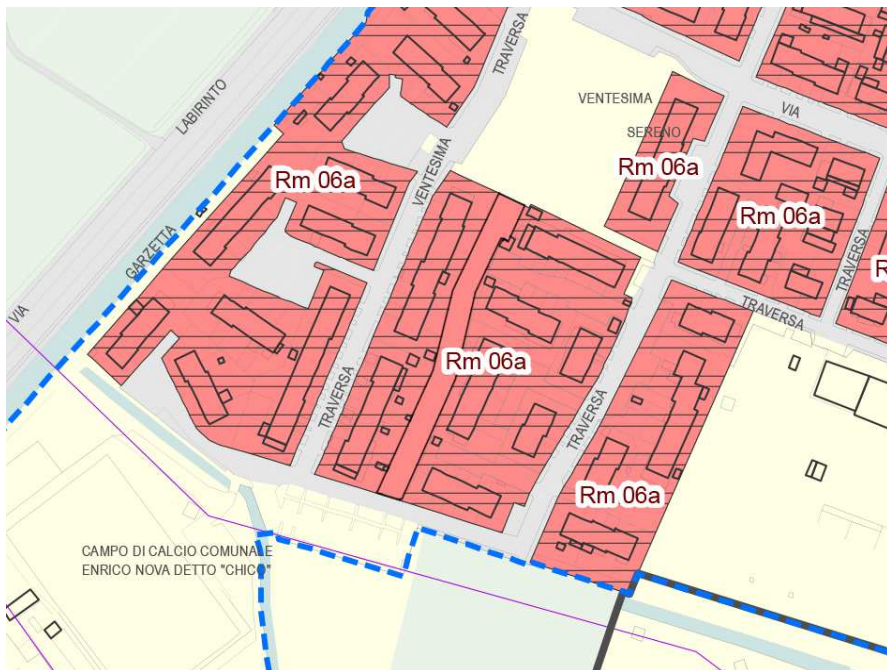 TRAVERSA
LABIRINTO
VENTESIMA
VIA
SERENO
VENTESIMA
Rm 06a
Rm 06a
Rm 06a
TRAVERSA
GARZETTA
R
VIA
TRAVERSA
Rm 06a
TRAVERSA
TRAVERSA
Rm 06a
CAMPO DI CALCIO COMUNALE
ENRICO NOVA DETTO "CHICO"